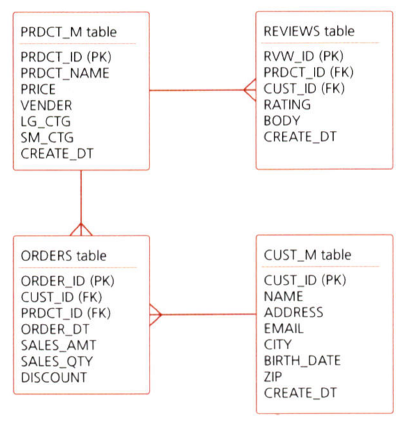 PRDCT_M table
PRDCT_ID (PK)
PRDCT_NAME
PRICE
VENDER
LG_CTG
SM_CTG
CREATE_DT
REVIEWS table
RVW_ID (PK)
PRDCT_ID (FK)
CUST_ID (FK)
RATING
BODY
CREATE_DT
ORDERS table
ORDER_ID (PK)
CUST_ID (FK)
PRDCT_ID (FK)
ORDER_DT
SALES_AMT
SALES_QTY
DISCOUNT
CUST_M table
CUST_ID (PK)
NAME
ADDRESS
EMAIL
CITY
BIRTH_DATE
ZIP
CREATE_DT